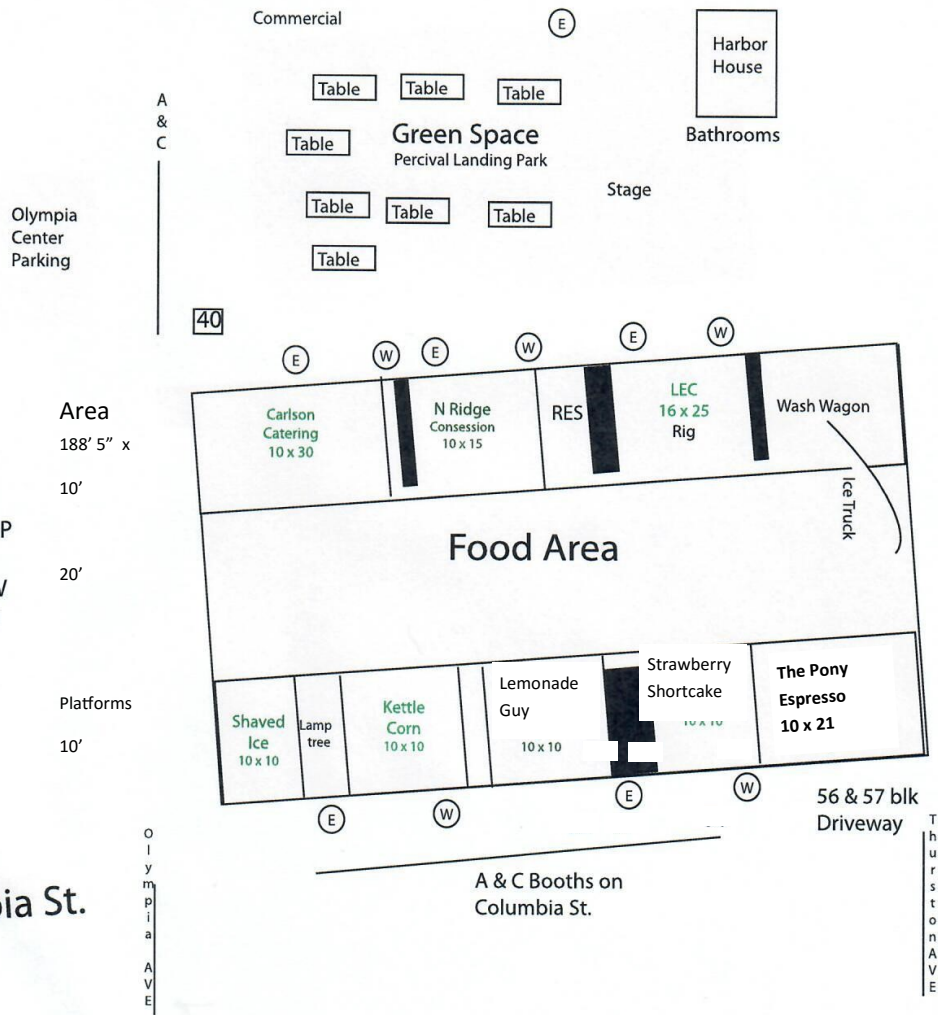 Commercial
E
Harbor
House
Bathrooms
Table
Table
Table
Table
Green Space
Percival Landing Park
Stage
Table
Table
Table
Table
A
&
C
Olympia
Center
Parking
40
E
W
E
W
E
W
Area
188’ 5” x
10’
P
20’
Platforms
10’
Carlson
Catering
10 x 30
N Ridge
Consession
10 x 15
RES
LEC
16 x 25
Rig
Wash Wagon
Ice Truck
Food Area
Shaved
Ice
10 x 10
Lamp
tree
Kettle
Corn
10 x 10
Lemonade
Guy
10 x 10
Strawberry
Shortcake
10 x 10
The Pony
Espresso
10 x 21
E
W
E
W
56 & 57 blk
Driveway
A & C Booths on
Columbia St.
bia St.
Olympia AVE
Thurston AVE